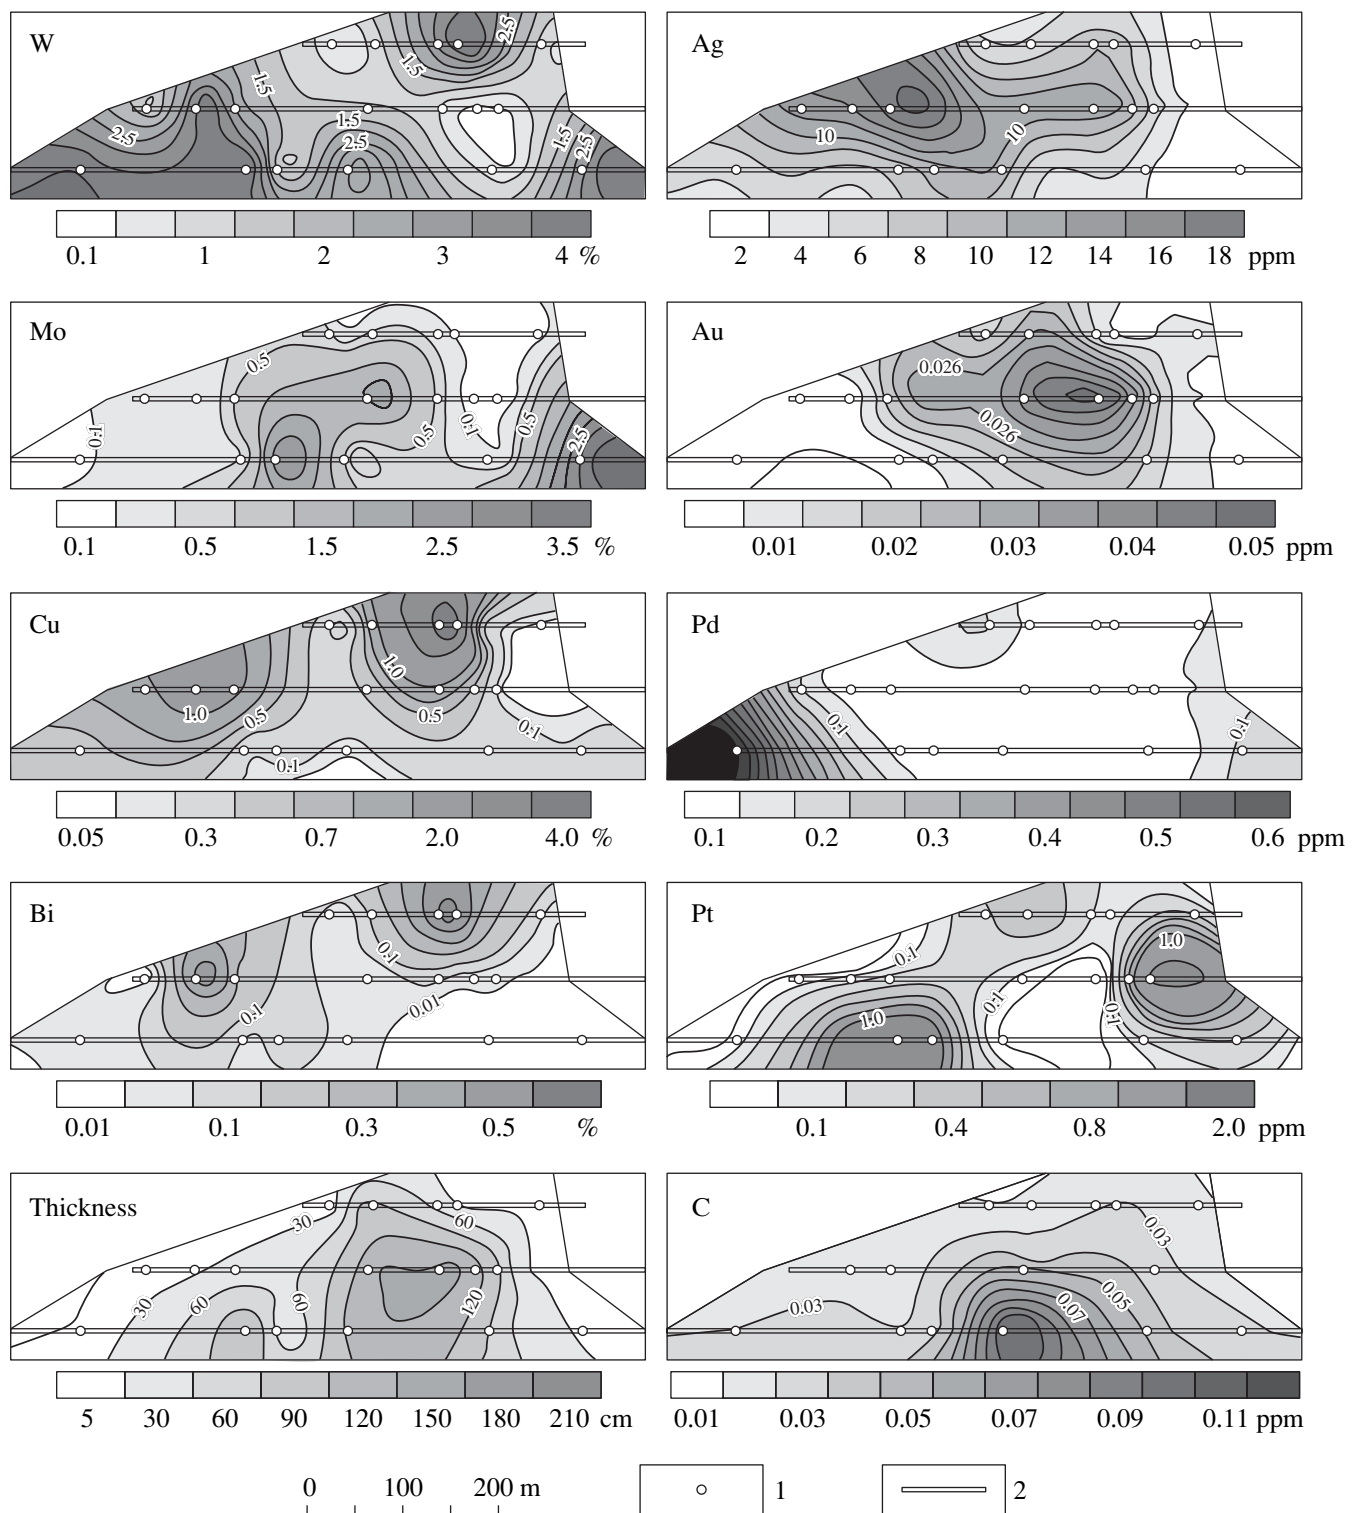 W
2.5
1.5
2.5
1.5
1.5
2.5
1.5
2.5
0.1 1 2 3 4 %
Ag
10
10
2 4 6 8 10 12 14 16 18 ppm
Mo
0.5
0.1
0.5
0.1
0.5
2.5
0.1 0.5 1.5 2.5 3.5 %
Au
0.026
0.026
0.01 0.02 0.03 0.04 0.05 ppm
Cu
1.0
0.5
1.0
0.5
0.1
0.1
0.05 0.3 0.7 2.0 4.0 %
Pd
0.1
0.1
0.1 0.2 0.3 0.4 0.5 0.6 ppm
Bi
0.1
0.1
0.01
0.01 0.1 0.3 0.5 %
Pt
0.1
1.0
1.0
0.1
0.1
0.1 0.4 0.8 2.0 ppm
Thickness
30
60
30
60
60
120
5 30 60 90 120 150 180 210 cm
C
0.03
0.03
0.05
0.07
0.01 0.03 0.05 0.07 0.09 0.11 ppm
0 100 200 m
1
2